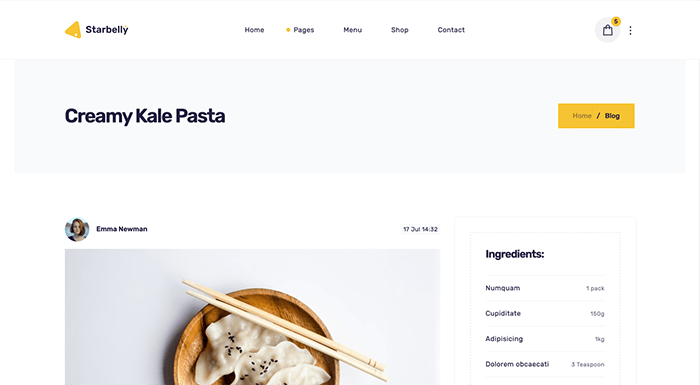 Starbelly
Home Pages Menu Shop Contact
5
Creamy Kale Pasta
Home / Blog
Emma Newman
17 Jul 14:32
Ingredients:
Numquam 1 pack
Cupiditate 150g
Adipisicing 1kg
Dolorem obcaecati 3 Teaspoon